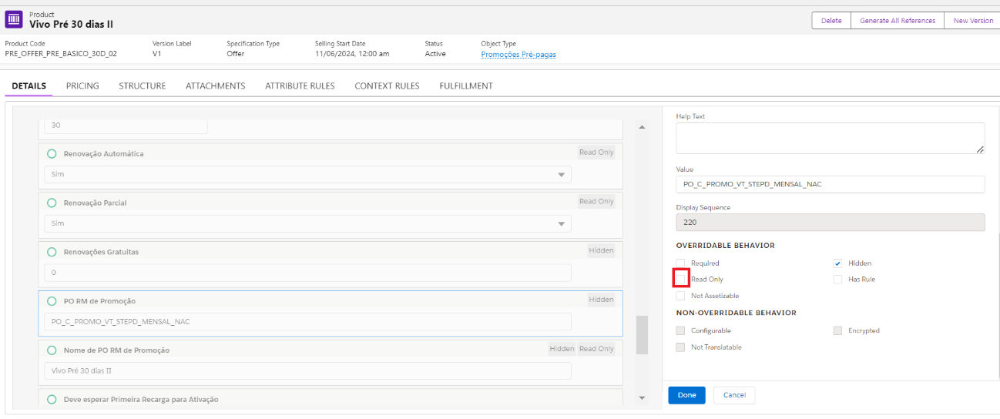 Product
Vivo Pré 30 dias II
Delete
Generate All References
New Version
Product Code
Version Label
Specification Type
Selling Start Date
Status
Object Type
PRE_OFFER_PRE_BASICO_30D_02
V1
Offer
11/06/2024, 12:00 am
Active
Promoções Pré-pagas
DETAILS
PRICING
STRUCTURE
ATTACHMENTS
ATTRIBUTE RULES
CONTEXT RULES
FULFILLMENT
30
Renovação Automática
Read Only
Sim
Renovação Parcial
Read Only
Sim
Renovações Gratuitas
Hidden
0
PO RM de Promoção
Hidden
PO_C_PROMO_VT_STEPD_MENSAL_NAC
Nome de PO RM de Promoção
Hidden
Read Only
Vivo Pré 30 dias II
Deve esperar Primeira Recarga para Ativação
Help Text
Value
PO_C_PROMO_VT_STEPD_MENSAL_NAC
Display Sequence
220
OVERRIDABLE BEHAVIOR
Required
Hidden
Read Only
Has Rule
Not Assetizable
NON-OVERRIDABLE BEHAVIOR
Configurable
Encrypted
Not Translatable
Done
Cancel